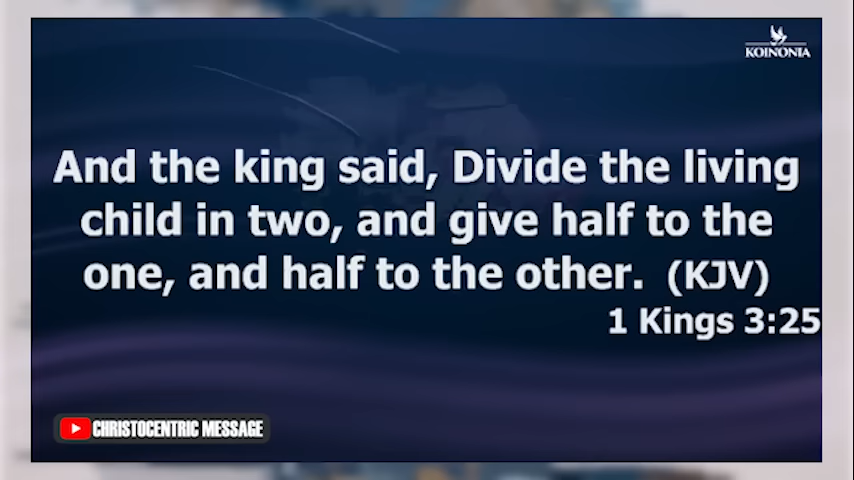 KOINONIA
And the king said, Divide the living
child in two, and give half to the
one, and half to the other. (KJV)
1 Kings 3:25
CHRISTOCENTRIC MESSAGE